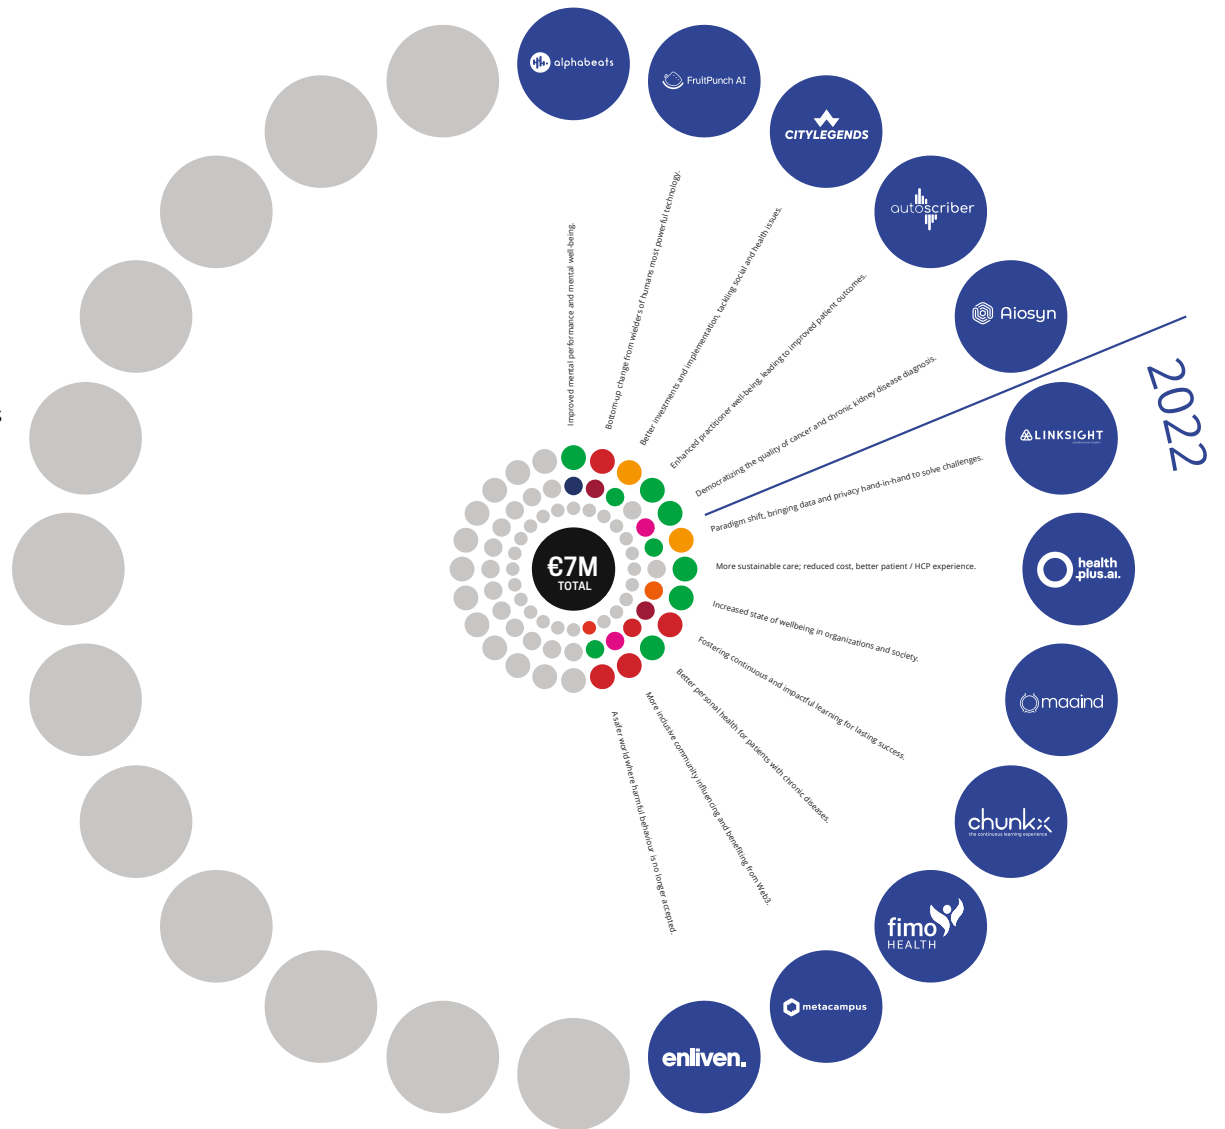 alphabeats
FruitPunch AI
CITYLEGENDS
autoscriber
Aiosyn
2022
LINKSIGHT
health
plus.ai.
maaind
chunkx
the continuous learning experience
fimo
HEALTH
metacampus
enliven.
Improved mental performance and mental well-being.
Bottom-up change from wielders of humans most powerful technology.
Better investments and implementation, tackling social and health issues.
Enhanced practitioner well-being, leading to improved patient outcomes.
Democratizing the quality of cancer and chronic kidney disease diagnosis.
Paradigm shift, bringing data and privacy hand-in-hand to solve challenges.
More sustainable care; reduced cost, better patient / HCP experience.
Increased state of wellbeing in organizations and society.
Fostering continuous and impactful learning for lasting success.
Better personal health for patients with chronic diseases.
More inclusive community influencing and benefiting from Web3.
A safer world where harmful behaviour is no longer accepted.
€7M
TOTAL